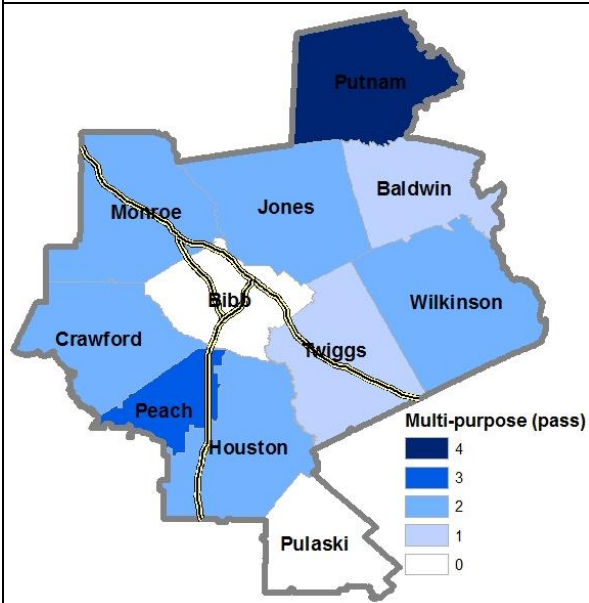 Putnam
Baldwin
Jones
Monroe
Bibb
Wilkinson
Crawford
Twiggs
Peach
Houston
Pulaski
Multi-purpose (pass)
4
3
2
1
0